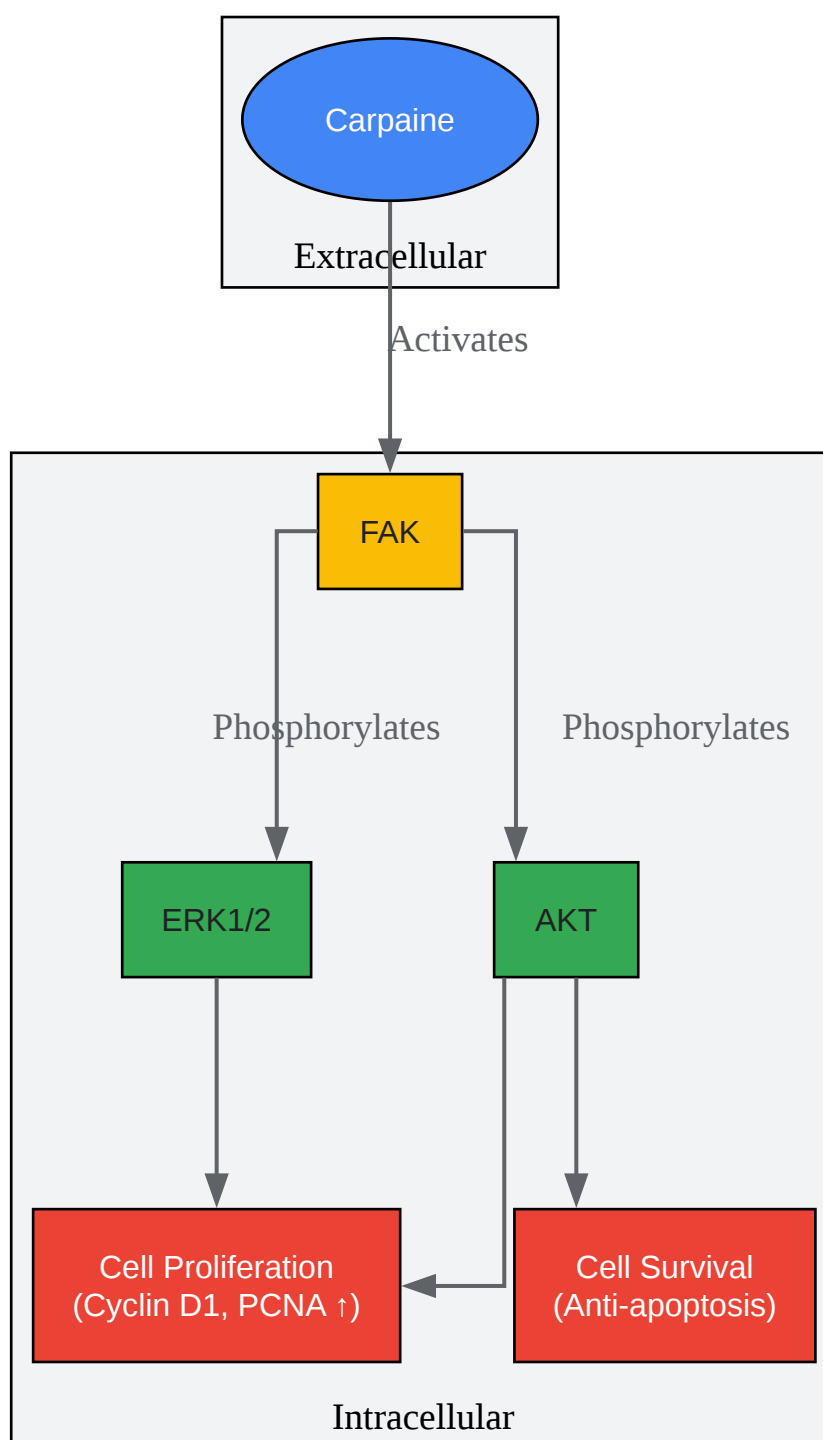 Carpaine
Extracellular
Activates
FAK
Phosphorylates
Phosphorylates
ERK1/2
AKT
Cell Proliferation
(Cyclin D1, PCNA ↑)
Cell Survival
(Anti-apoptosis)
Intracellular